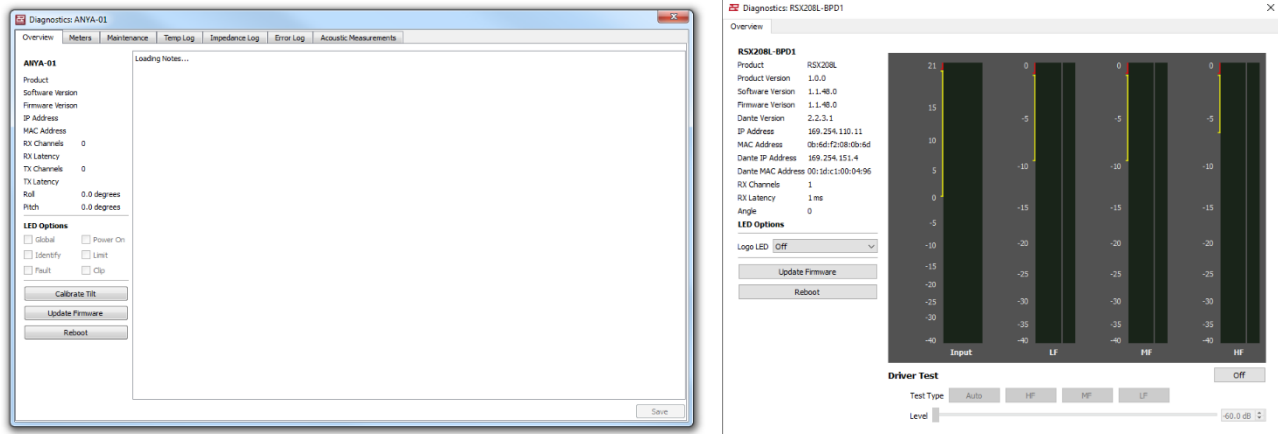 Diagnostics: ANYA-01
Overview Meters Maintenance Temp Log Impedance Log Error Log Acoustic Measurements
ANYA-01
Loading Notes...
Product
Software Version
Firmware Verison
IP Address
MAC Address
RX Channels 0
RX Latency
TX Channels 0
TX Latency
Roll 0.0 degrees
Pitch 0.0 degrees
LED Options
Global Power On
Identify Limit
Fault Clip
Calibrate Tilt
Update Firmware
Reboot
Save
Diagnostics: RSX208L-BPD1
Overview
RSX208L-BPD1
Product RSX208L
Product Version 1.0.0
Software Version 1.1.48.0
Firmware Verison 1.1.48.0
Dante Version 2.2.3.1
IP Address 169.254.110.11
MAC Address 0b:6d:f2:08:0b:6d
Dante IP Address 169.254.151.4
Dante MAC Address 00:1d:c1:00:04:96
RX Channels 1
RX Latency 1 ms
Angle 0
LED Options
Logo LED Off
Update Firmware
Reboot
21 0 0 0
15 -5 -5 -5
10 -10 -10 -10
5 -15 -15 -15
0 -20 -20 -20
-5 -25 -25 -25
-10 -30 -30 -30
-15 -35 -35 -35
-20 -40 -40 -40
-25
-30
-40
Input LF MF HF
Driver Test Off
Test Type Auto HF MF LF
Level -60.0 dB